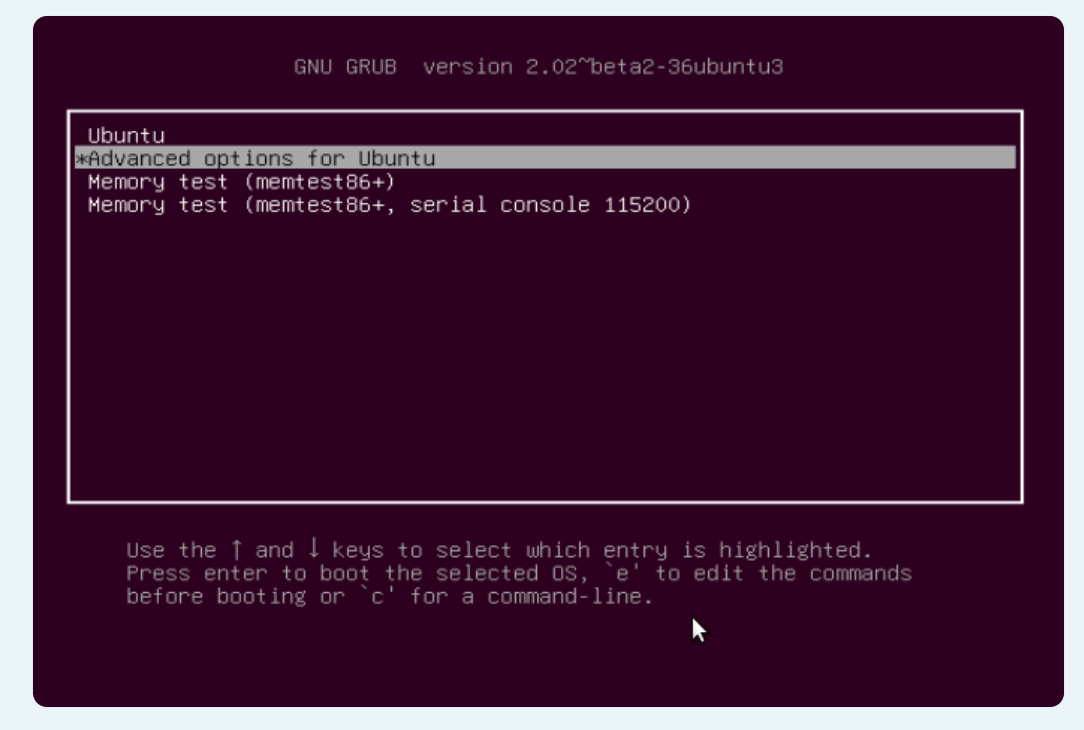 GNU GRUB  version 2.02~beta2-36ubuntu3
Ubuntu
*Advanced options for Ubuntu
Memory test (memtest86+)
Memory test (memtest86+, serial console 115200)
Use the ↑ and ↓ keys to select which entry is highlighted.
Press enter to boot the selected OS, `e' to edit the commands
before booting or `c' for a command-line.